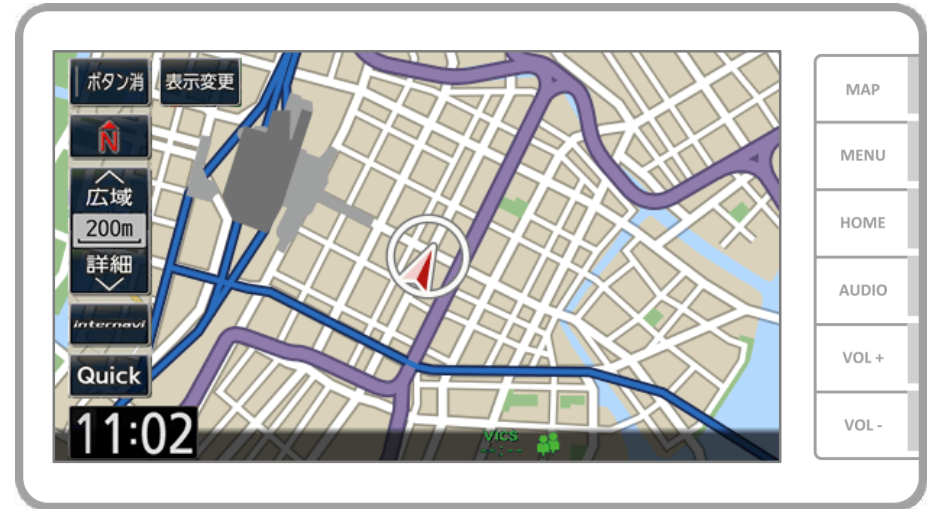 ボタン消
表示変更
N
広域
200m
詳細
internavi
Quick
11:02
VICS
--:--
MAP
MENU
HOME
AUDIO
VOL +
VOL -